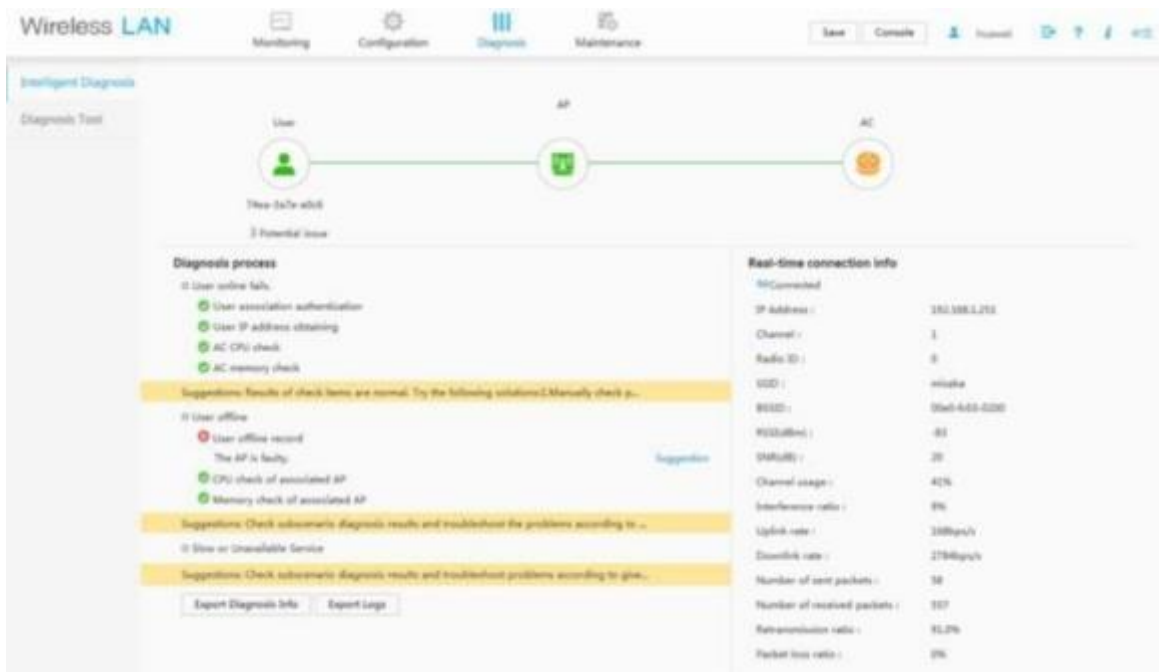 Wireless LAN
Monitoring
Configuration
Diagnosis
Maintenance
Save
Console
huawei
?
i
Intelligent Diagnosis
Diagnosis Tool
User
AP
AC
3 Potential issue
Diagnosis process
User online fails
User association authentication
User IP address obtaining
AC CPU check
AC memory check
Suggestions: Results of check items are normal. Try the following solutions:1.Manually check p...
User offline
User offline record
The AP is faulty.
Suggestion
CPU check of associated AP
Memory check of associated AP
Suggestions: Check subscenario diagnosis results and troubleshoot the problems according to ...
Slow or Unavailable Service
Suggestions: Check subscenario diagnosis results and troubleshoot problems according to give...
Export Diagnosis Info
Export Logs
Real-time connection info
Connected
IP Address :
Channel : 1
Radio ID : 0
SSID : misaka
BSSID :
RSSI(dBm) :
SNR(dB) : 20
Channel usage : 41%
Interference ratio : 9%
Uplink rate :
Downlink rate :
Number of sent packets : 58
Number of received packets :
Retransmission ratio :
Packet loss ratio : 0%